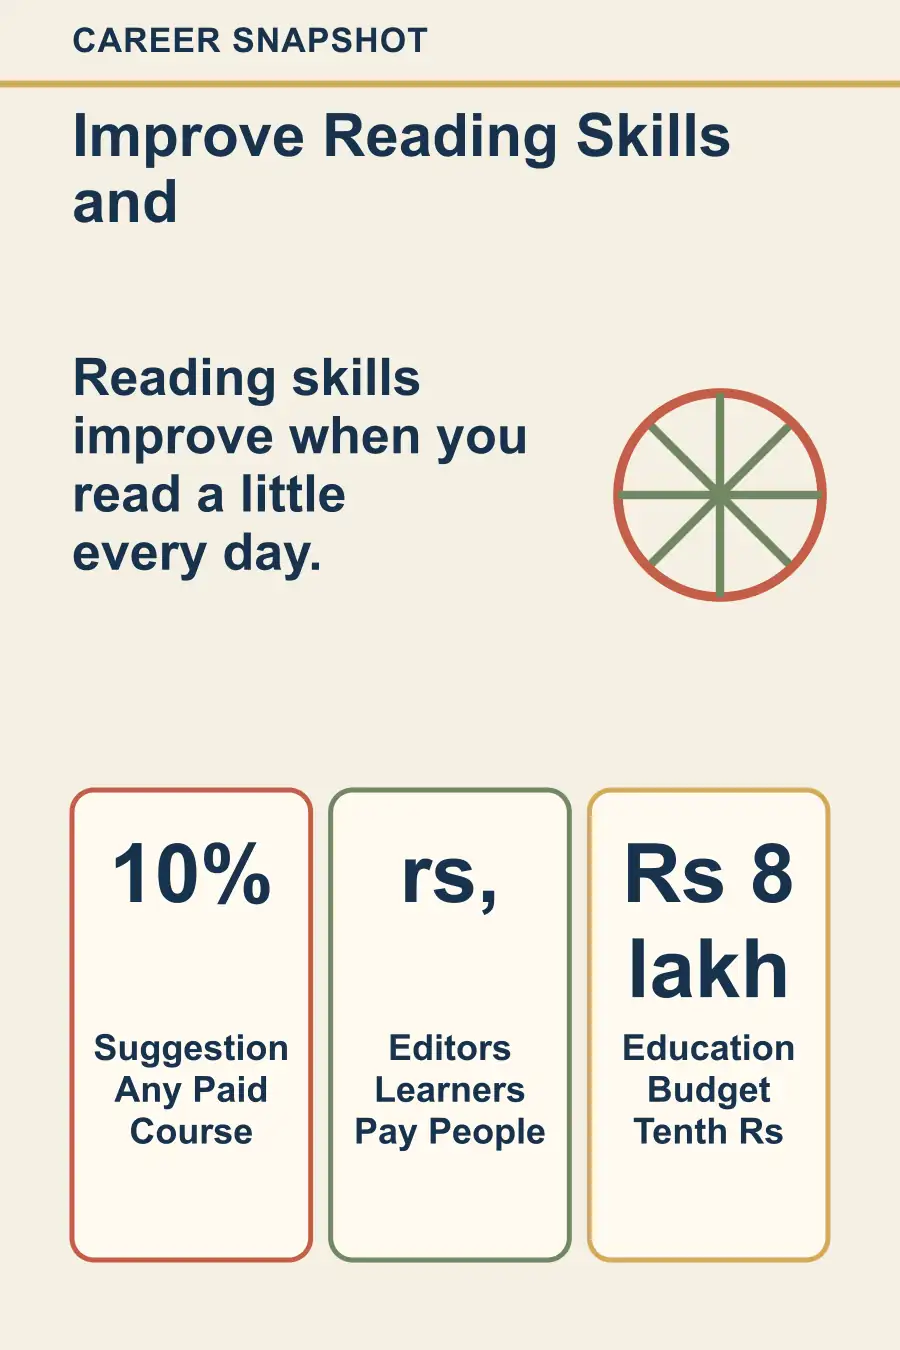 CAREER SNAPSHOT
Improve Reading Skills
and
Reading skills
improve when you
read a little
every day.
10%
Suggestion
Any Paid
Course
rs,
Editors
Learners
Pay People
Rs 8
lakh
Education
Budget
Tenth Rs